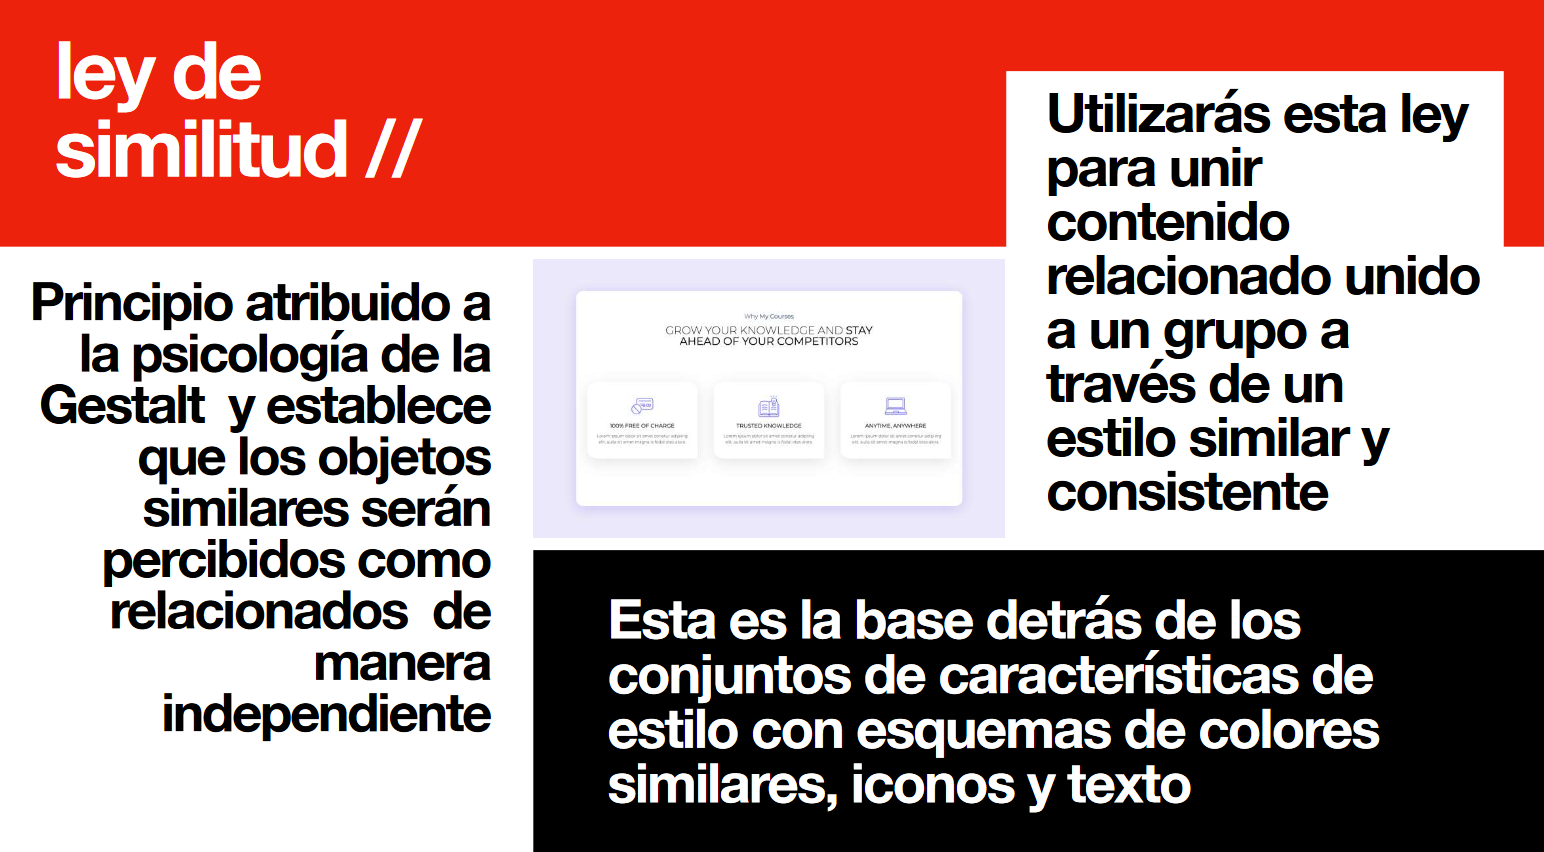 ley de
similitud //
Principio atribuido a
la psicología de la
Gestalt y establece
que los objetos
similares serán
percibidos como
relacionados de
manera
independiente
Why My Courses
GROW YOUR KNOWLEDGE AND STAY
AHEAD OF YOUR COMPETITORS
100% FREE OF CHARGE
TRUSTED KNOWLEDGE
ANYTIME, ANYWHERE
Utilizarás esta ley
para unir
contenido
relacionado unido
a un grupo a
través de un
estilo similar y
consistente
Esta es la base detrás de los
conjuntos de características de
estilo con esquemas de colores
similares, iconos y texto